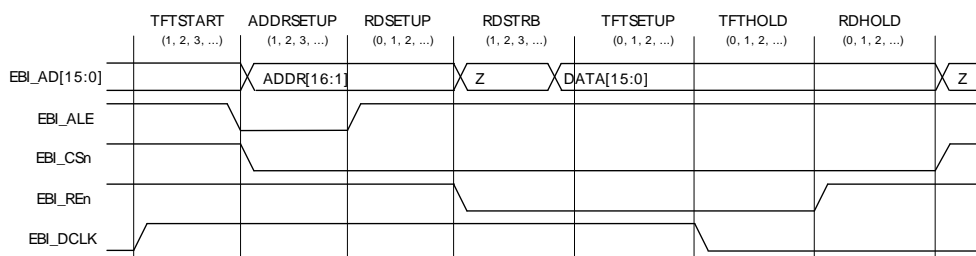 TFTSTART ADDRSETUP RDSETUP RDSTRB TFTSETUP TFTHOLD RDHOLD
(1, 2, 3, ...) (1, 2, 3, ...) (0, 1, 2, ...) (1, 2, 3, ...) (0, 1, 2, ...) (0, 1, 2, ...) (0, 1, 2, ...)
EBI_AD[15:0] ADDR[16:1] Z DATA[15:0] Z
EBI_ALE
EBI_CSn
EBI_REn
EBI_DCLK